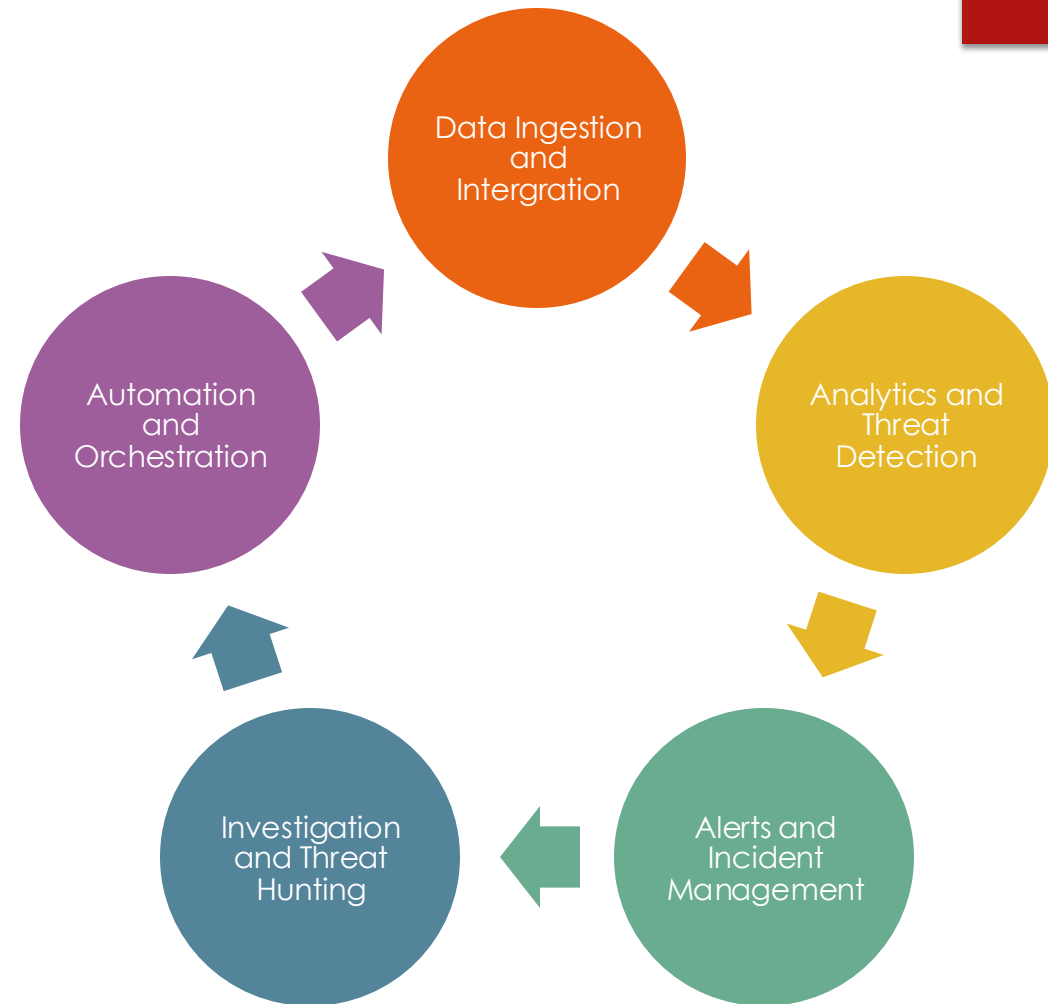 Data Ingestion
and
Intergration
Analytics and
Threat
Detection
Alerts and
Incident
Management
Investigation
and Threat
Hunting
Automation
and
Orchestration